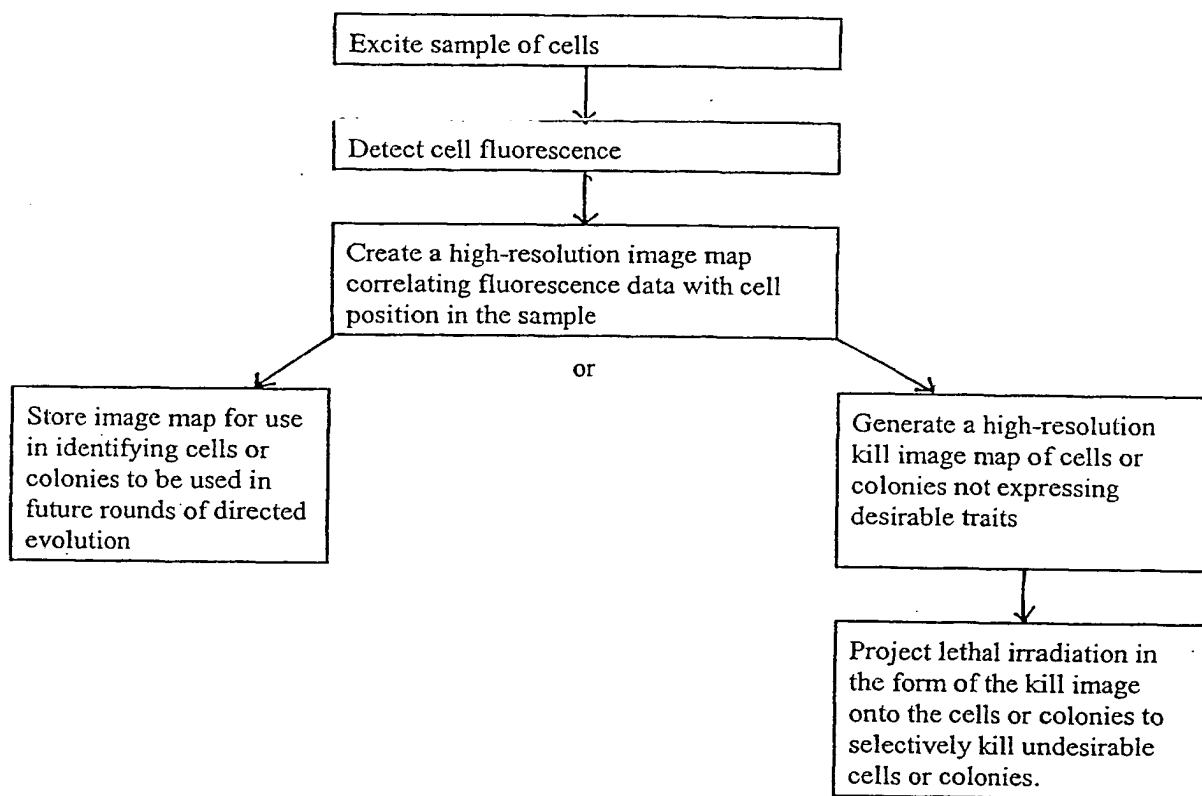 Excite sample of cells
Detect cell fluorescence
Create a high-resolution image map
correlating fluorescence data with cell
position in the sample
or
Store image map for use
in identifying cells or
colonies to be used in
future rounds of directed
evolution
Generate a high-resolution
kill image map of cells or
colonies not expressing
desirable traits
Project lethal irradiation in
the form of the kill image
onto the cells or colonies to
selectively kill undesirable
cells or colonies.